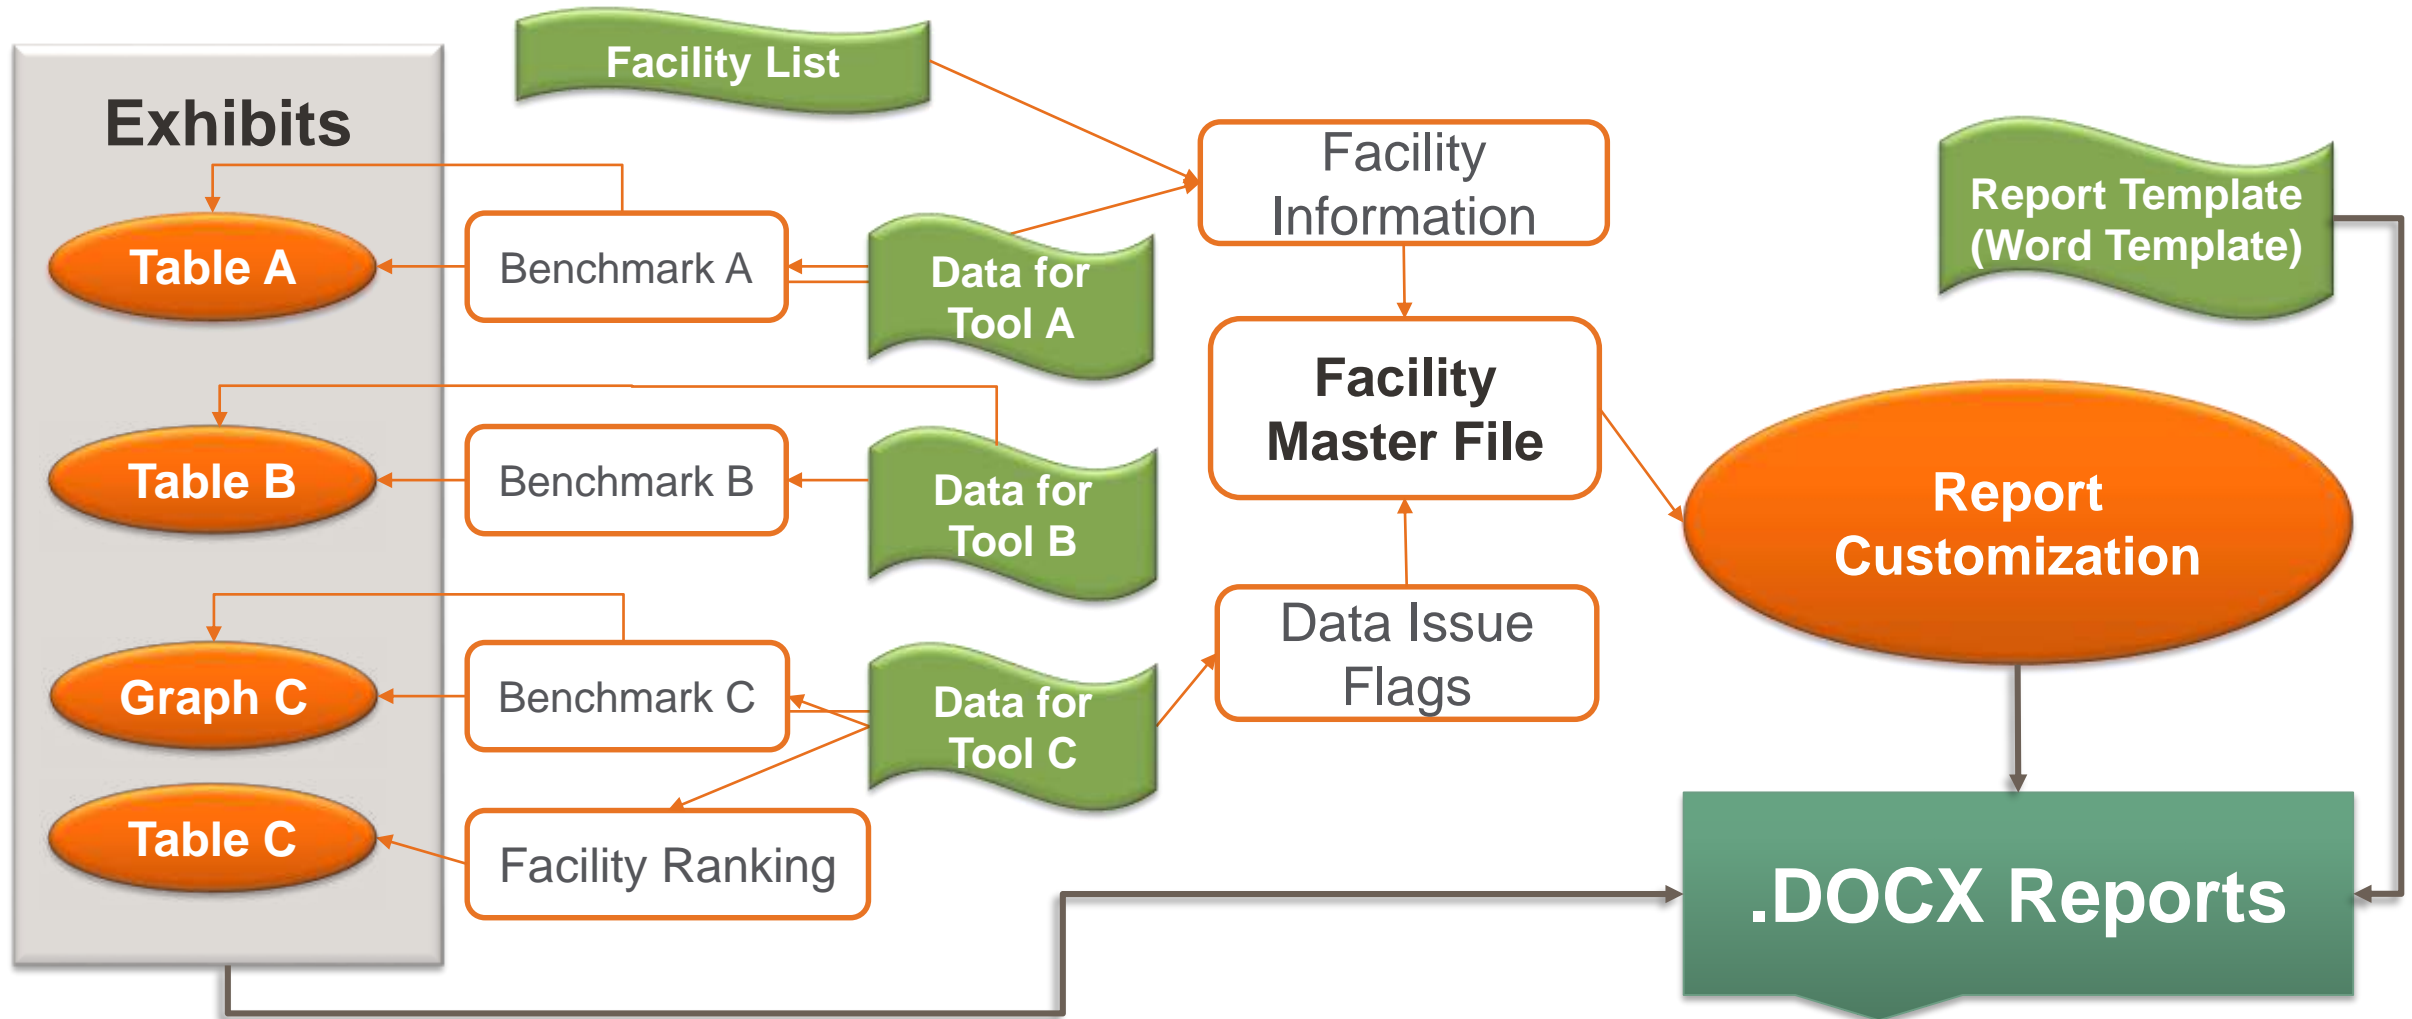 Exhibits
Table A
Table B
Graph C
Table C
Facility List
Benchmark A
Benchmark B
Benchmark C
Facility Ranking
Data for
Tool A
Data for
Tool B
Data for
Tool C
Facility
Information
Facility
Master File
Data Issue
Flags
Report Template
(Word Template)
Report
Customization
.DOCX Reports